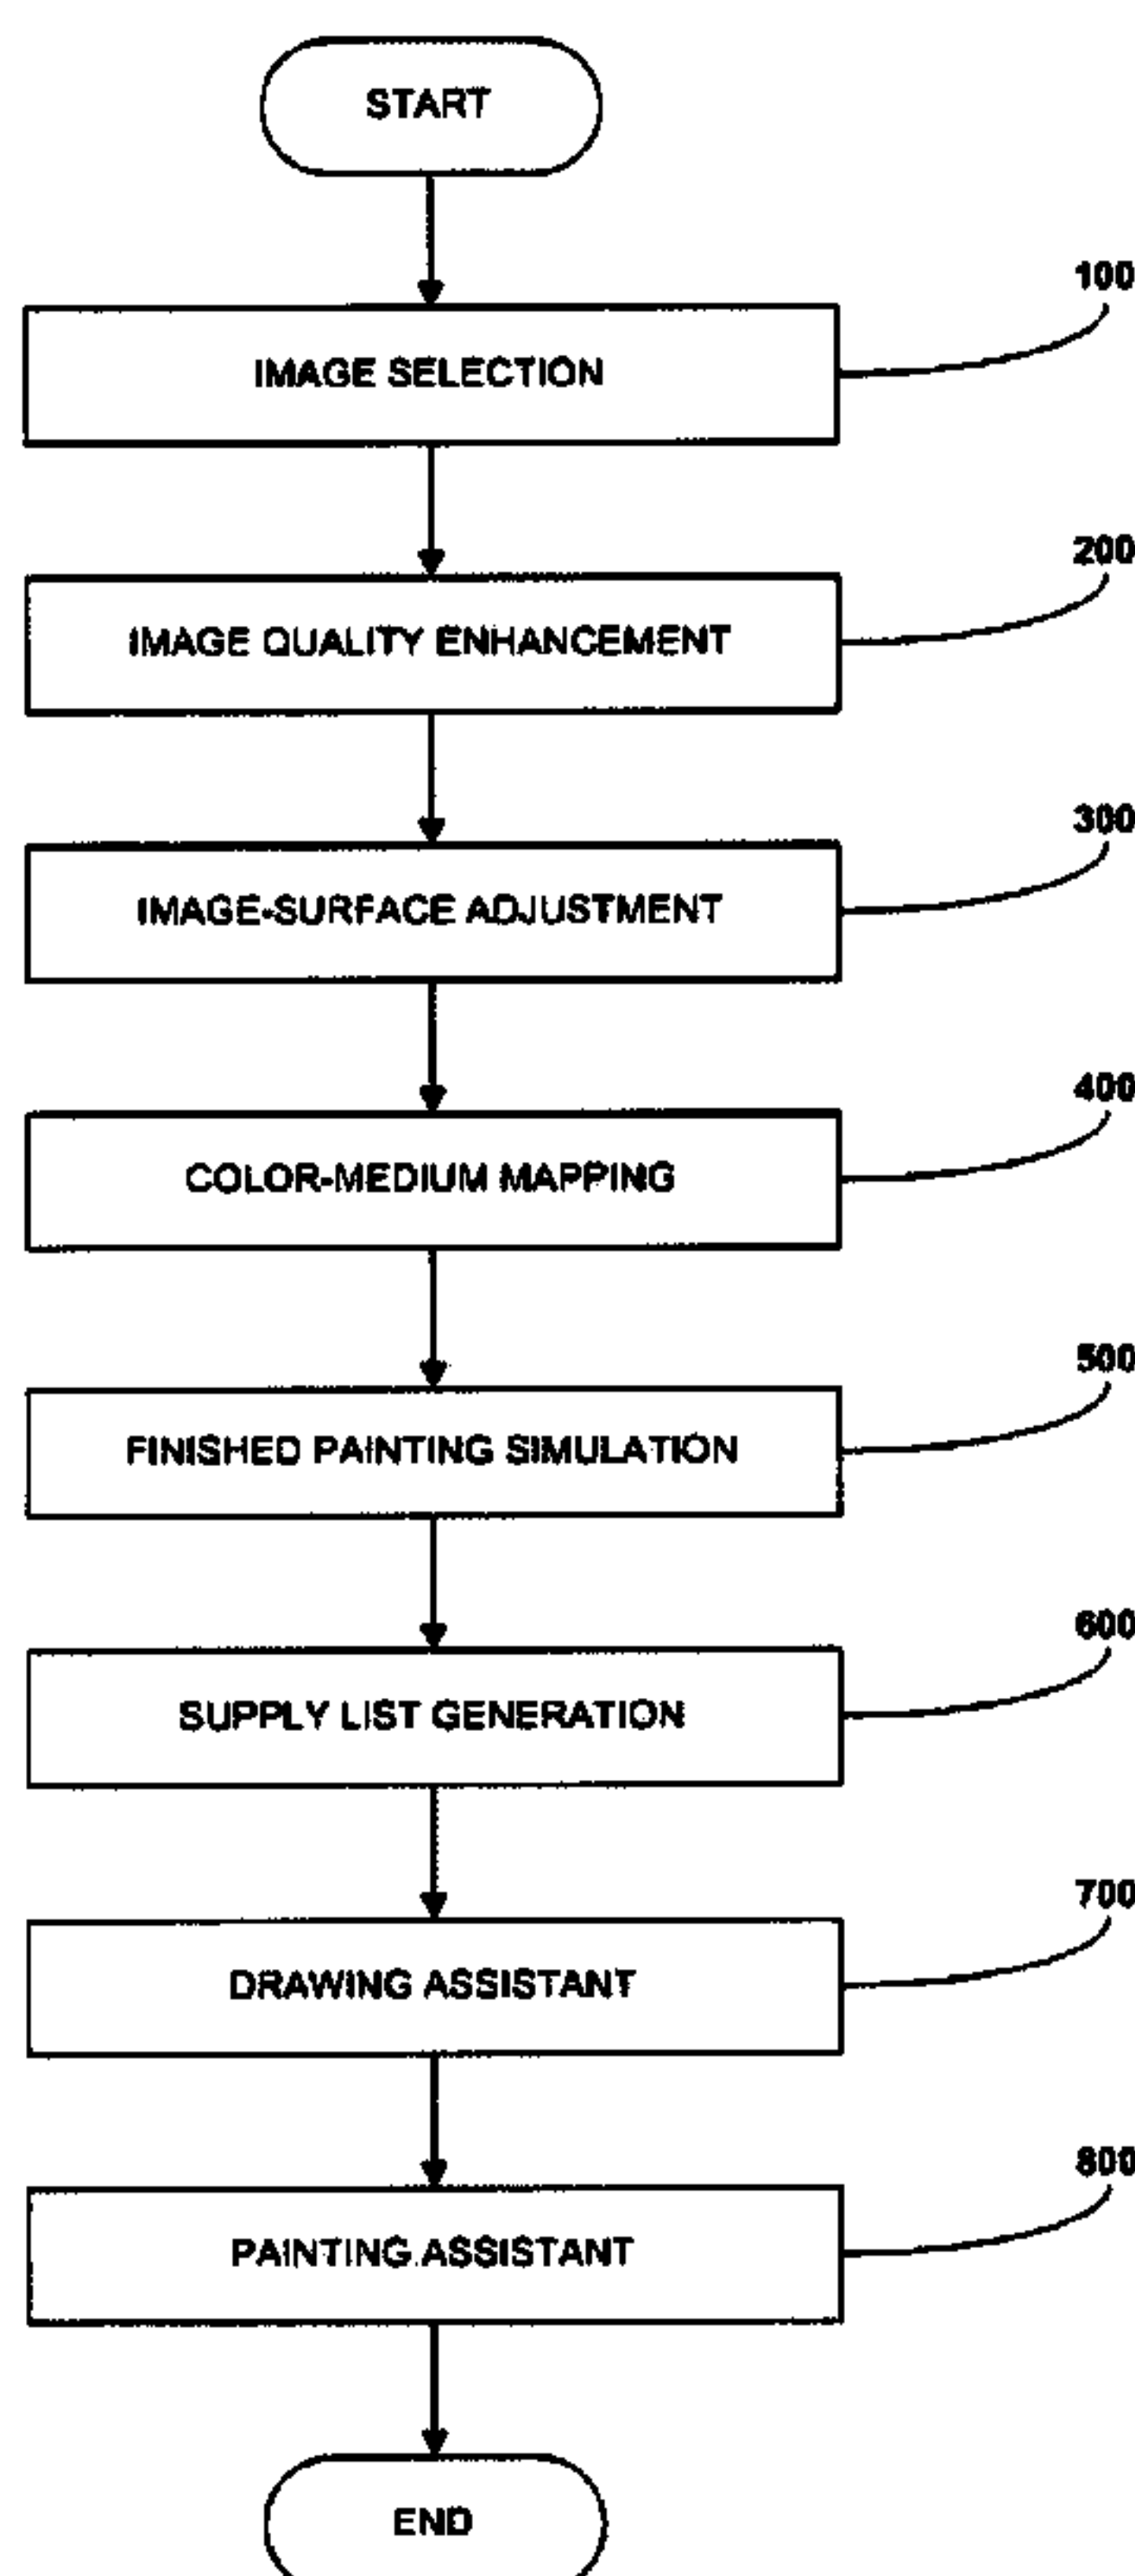 START
100
IMAGE SELECTION
200
IMAGE QUALITY ENHANCEMENT
300
IMAGE-SURFACE ADJUSTMENT
400
COLOR-MEDIUM MAPPING
500
FINISHED PAINTING SIMULATION
600
SUPPLY LIST GENERATION
700
DRAWING ASSISTANT
800
PAINTING ASSISTANT
END